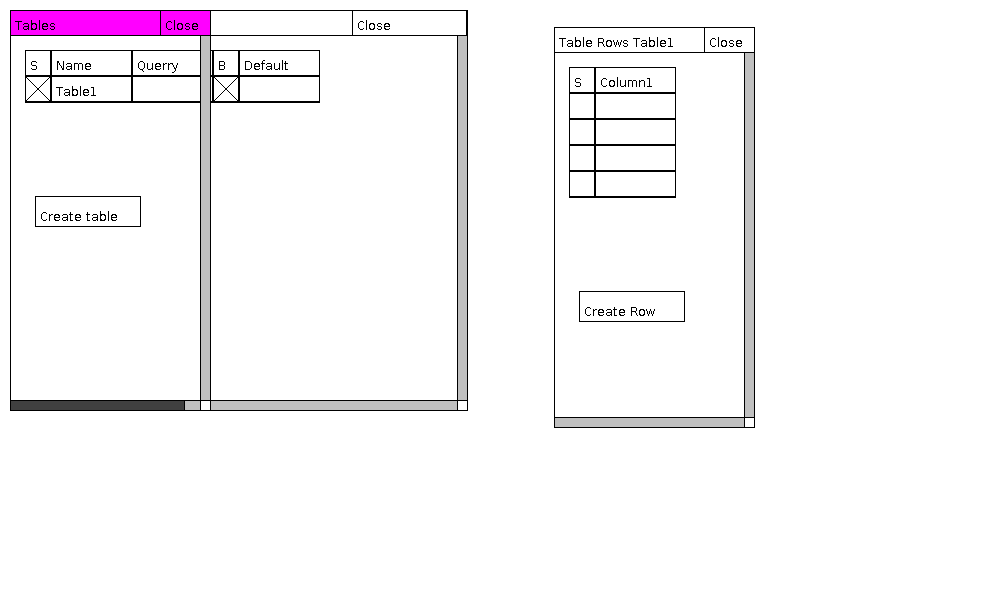 Tables Close Close
S Name Querry B Default
Table1
Create table
Table Rows Table1 Close
S Column1
Create Row